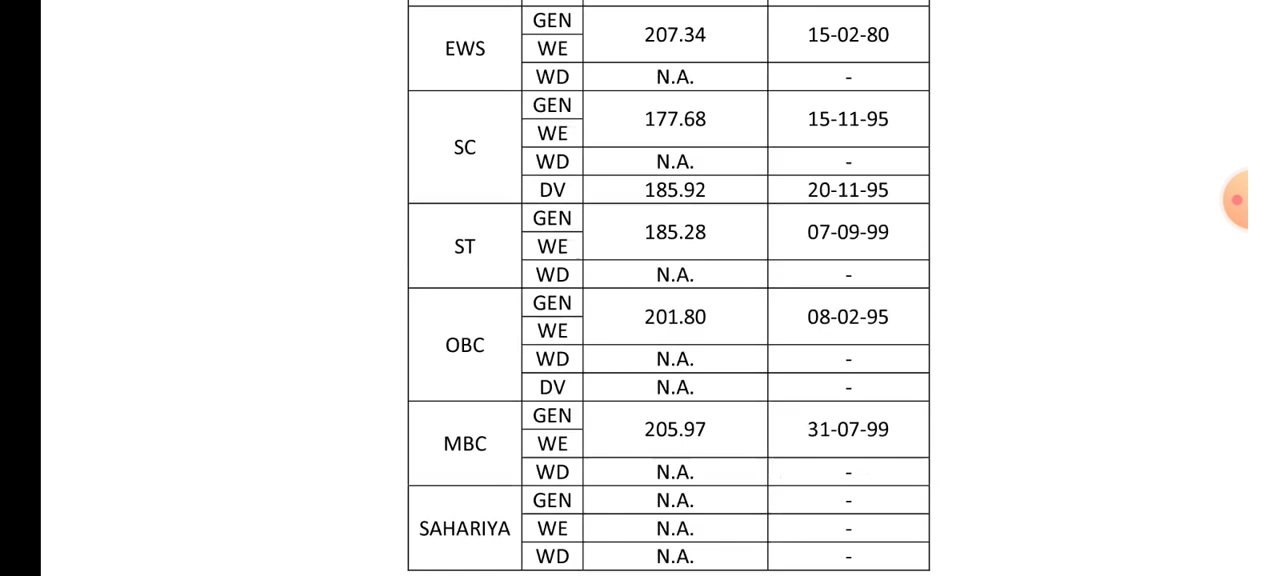 EWS GEN 207.34 15-02-80
WE
WD N.A. -
SC GEN 177.68 15-11-95
WE
WD N.A. -
DV 185.92 20-11-95
ST GEN 185.28 07-09-99
WE
WD N.A. -
OBC GEN 201.80 08-02-95
WE
WD N.A. -
DV N.A. -
MBC GEN 205.97 31-07-99
WE
WD N.A. -
SAHARIYA GEN N.A. -
WE N.A. -
WD N.A. -